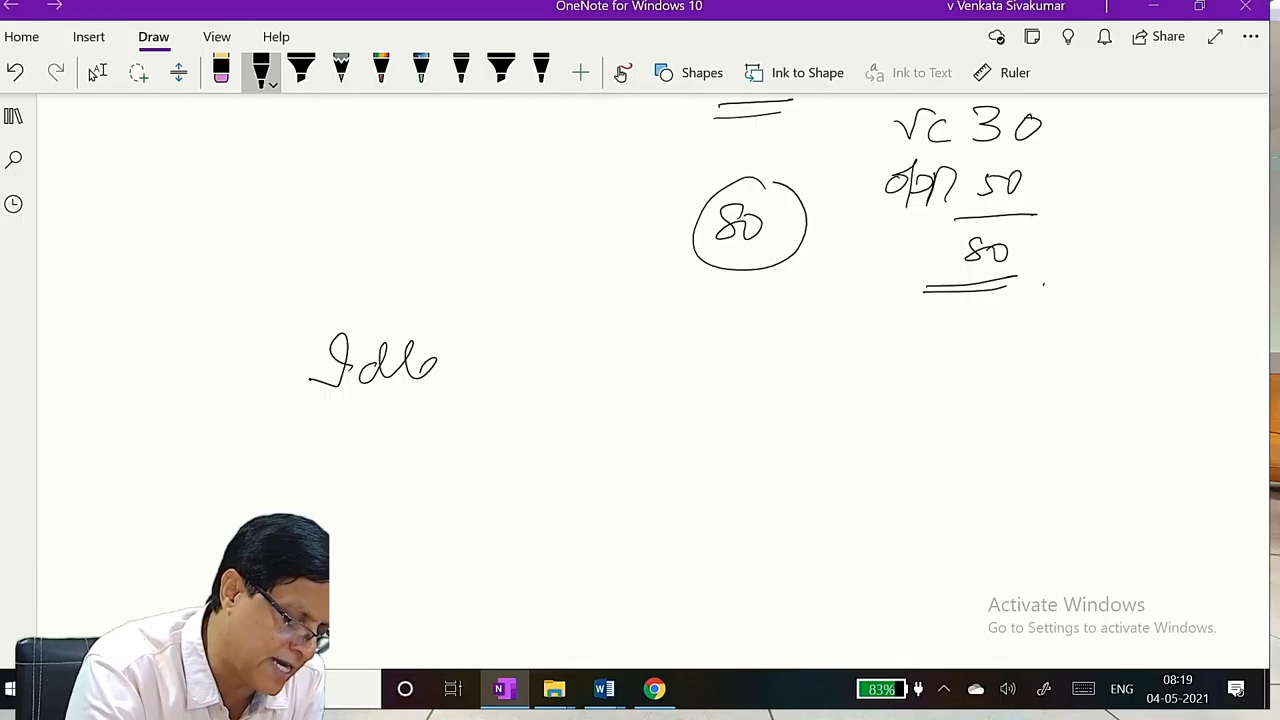 OneNote for Windows 10
v Venkata Sivakumar
Home Insert Draw View Help
Share
Shapes Ink to Shape Ink to Text Ruler
VC 30
opp 50
80
80
Idle
Activate Windows
Go to Settings to activate Windows.
83% ENG 08:19
04-05-2021